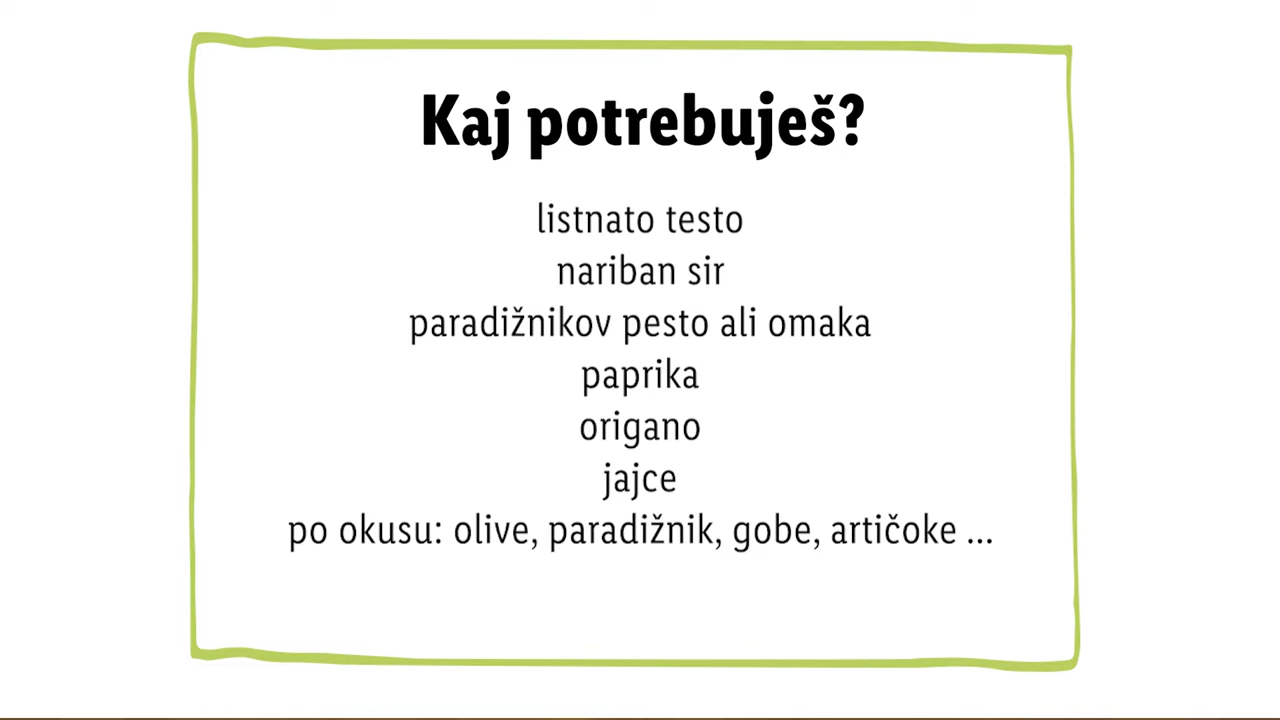 Kaj potrebuješ?
listnato testo
nariban sir
paradižnikov pesto ali omaka
paprika
origano
jajce
po okusu: olive, paradižnik, gobe, artičoke ...